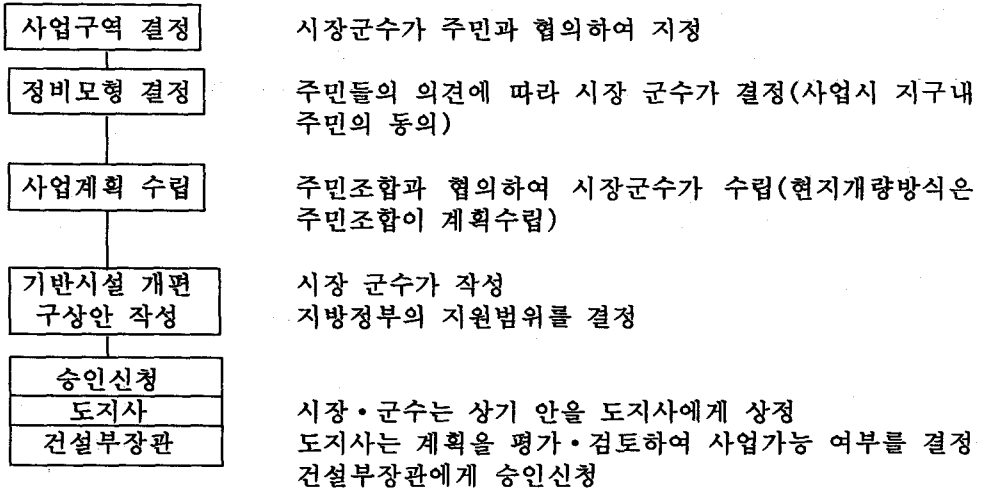 사업구역 결정 시장군수가 주민과 협의하여 지정
정비모형 결정 주민들의 의견에 따라 시장 군수가 결정(사업시 지구내
주민의 동의)
사업계획 수립 주민조합과 협의하여 시장군수가 수립(현지개량방식은
주민조합이 계획수립)
기반시설 개편 시장 군수가 작성
구상안 작성 지방정부의 지원범위를 결정
승인신청
도지사 시장•군수는 상기 안을 도지사에게 상정
건설부장관 도지사는 계획을 평가•검토하여 사업가능 여부를 결정
건설부장관에게 승인신청